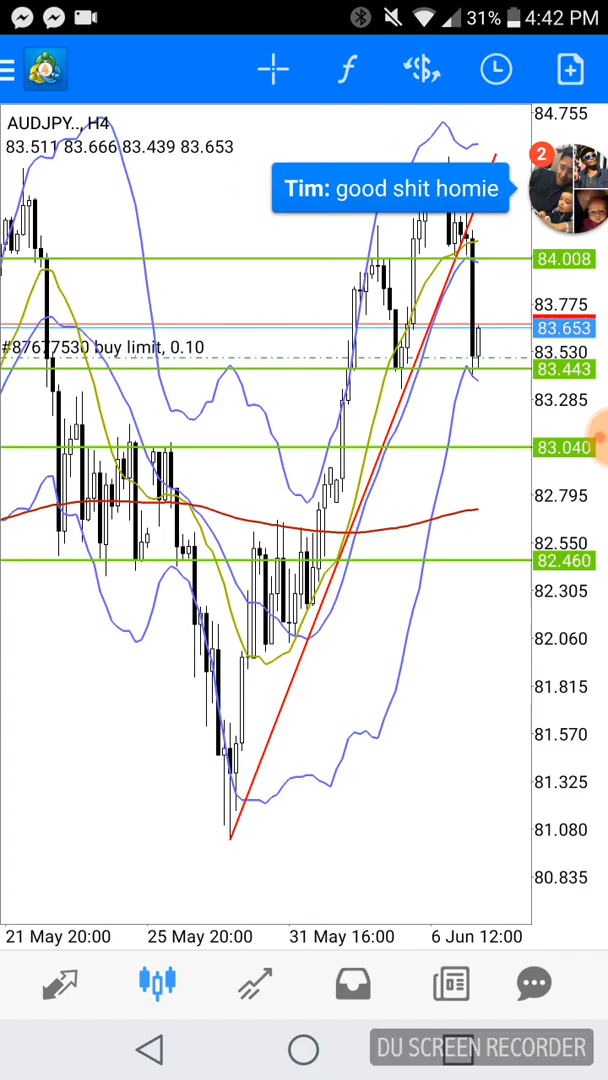 31% 4:42 PM
84.755
AUDJPY.., H4
83.511 83.666 83.439 83.653
2
Tim: good shit homie
84.008
83.775
83.653
#87677530 buy limit, 0.10
83.530
83.443
83.285
83.040
82.795
82.550
82.460
82.305
82.060
81.815
81.570
81.325
81.080
80.835
21 May 20:00 25 May 20:00 31 May 16:00 6 Jun 12:00
DU SCREEN RECORDER